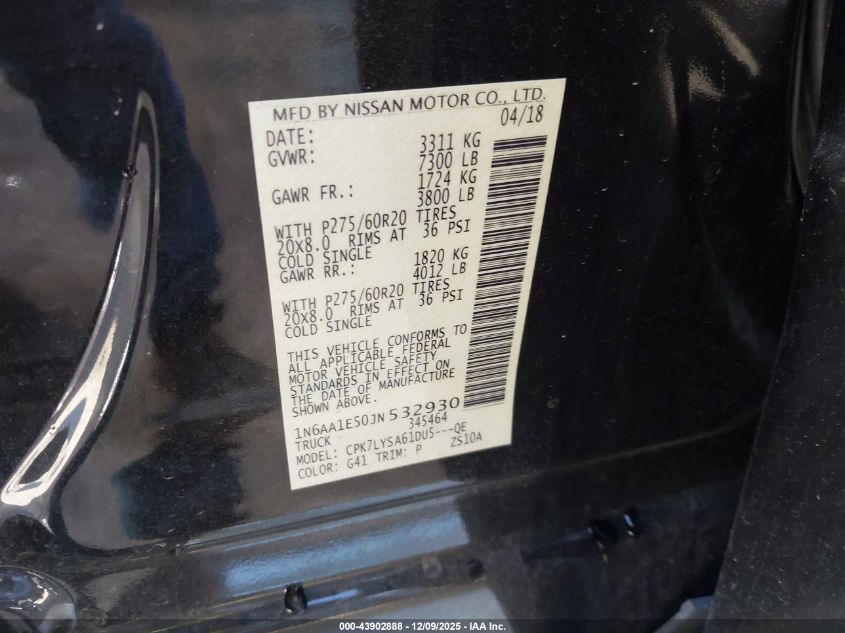 MFD BY NISSAN MOTOR CO., LTD.
DATE: 04/18
GVWR: 3311 KG
7300 LB
GAWR FR.: 1724 KG
3800 LB
WITH P275/60R20 TIRES
20X8.0 RIMS AT 36 PSI
COLD SINGLE
GAWR RR.: 1820 KG
4012 LB
WITH P275/60R20 TIRES
20X8.0 RIMS AT 36 PSI
COLD SINGLE
THIS VEHICLE CONFORMS TO
ALL APPLICABLE FEDERAL
MOTOR VEHICLE SAFETY
STANDARDS IN EFFECT ON
THE DATE OF MANUFACTURE
SHOWN ABOVE.
1N6AA1E50JN532930
TRUCK 345464
MODEL: CPK7LYSA61DU5---QE
COLOR: G41 TRIM: P ZS10A
000-43902888 - 12/09/2025 - IAA Inc.